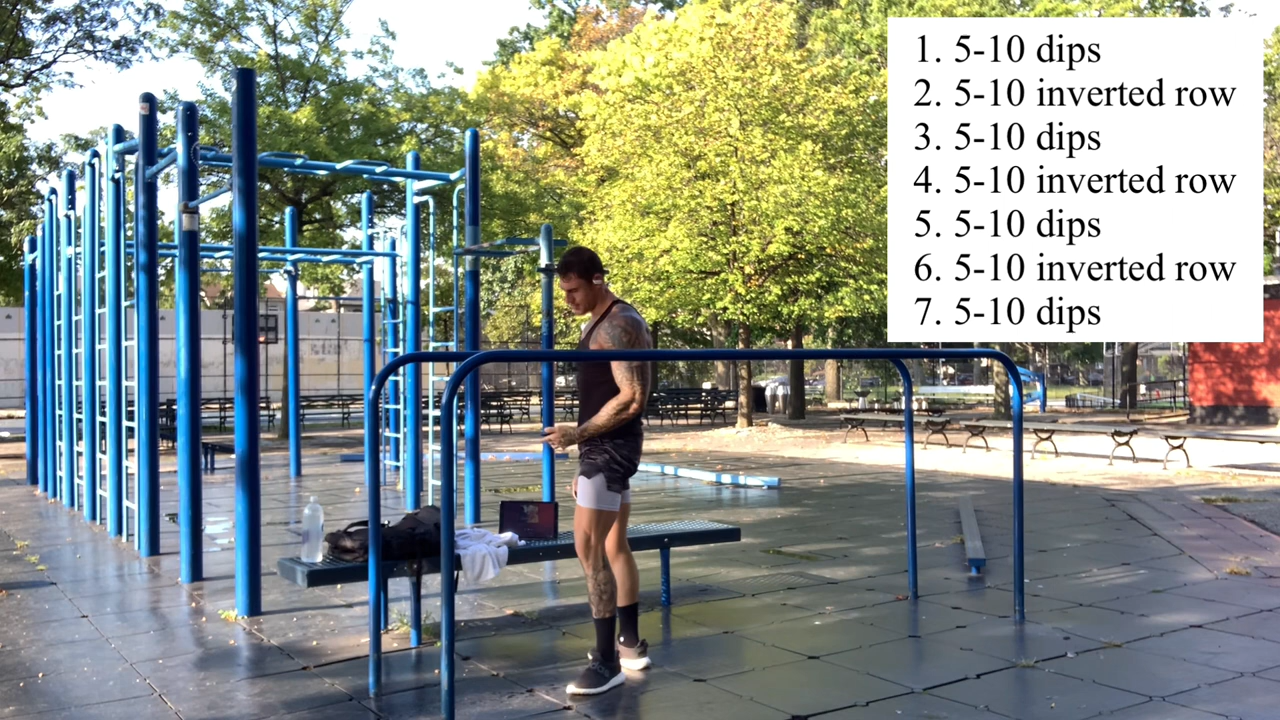 1. 5-10 dips
2. 5-10 inverted row
3. 5-10 dips
4. 5-10 inverted row
5. 5-10 dips
6. 5-10 inverted row
7. 5-10 dips